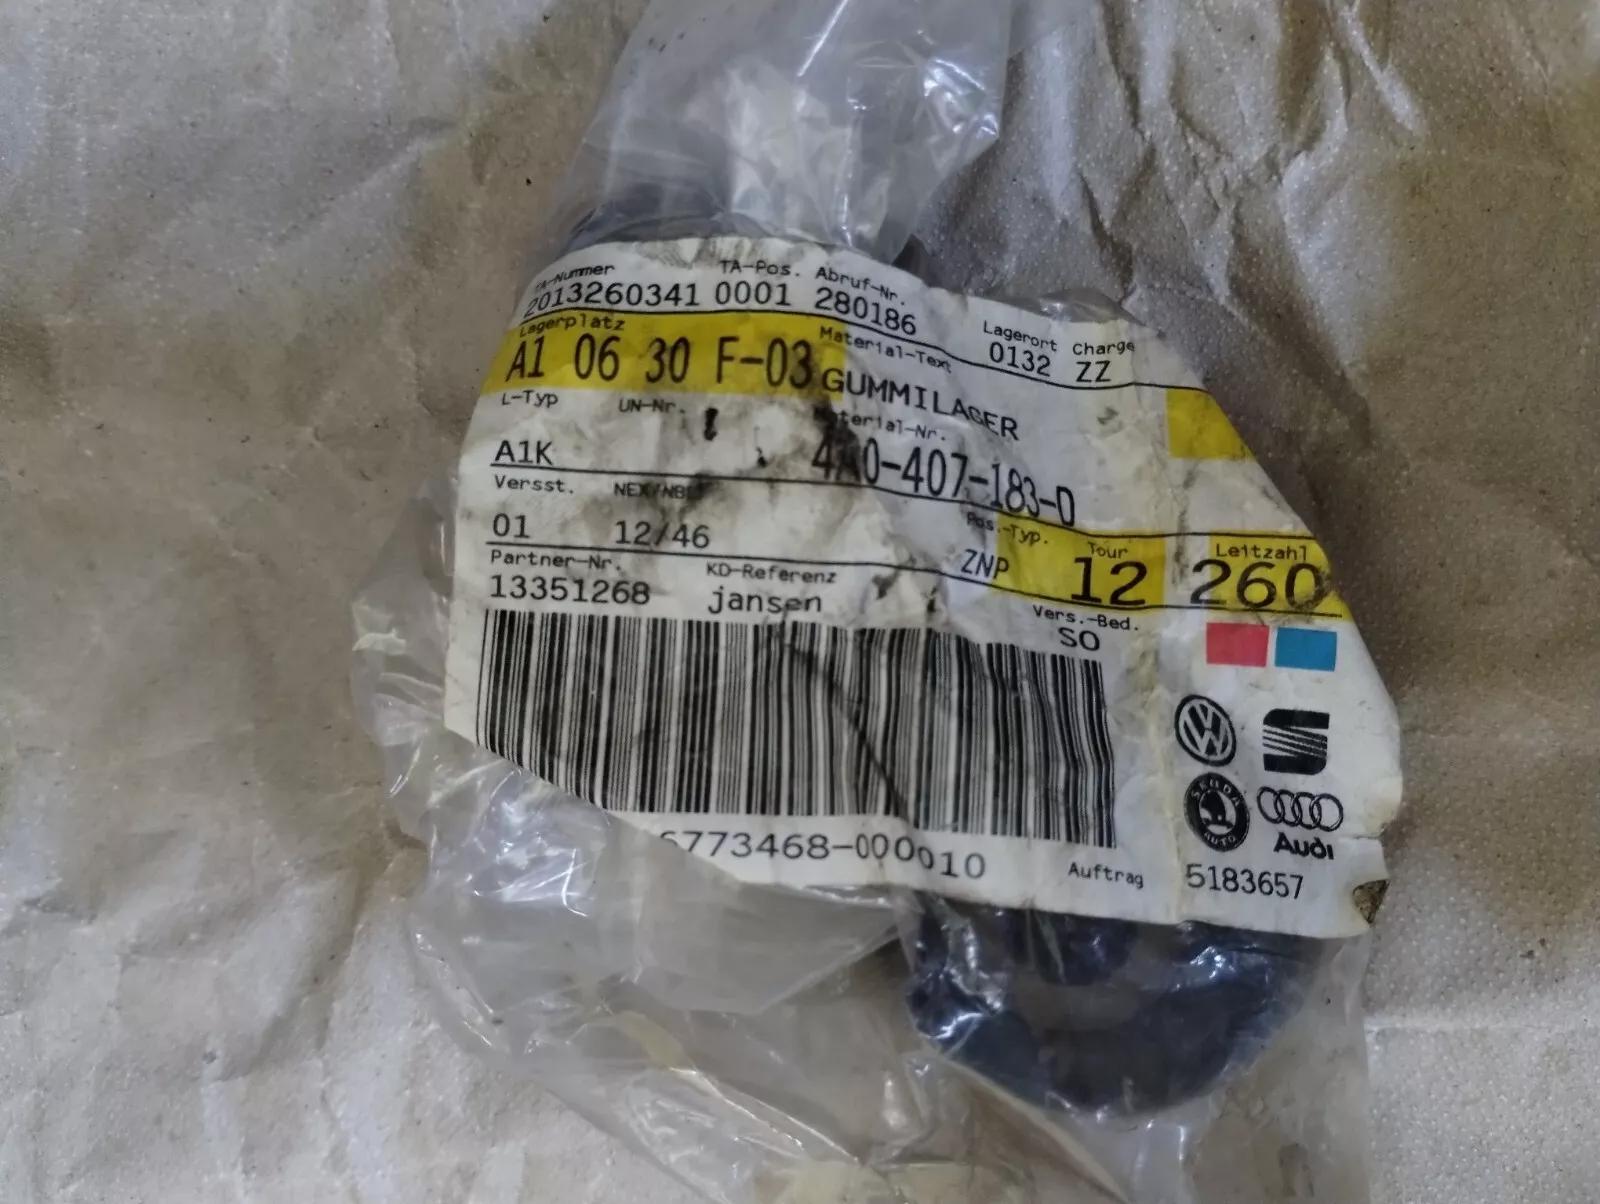 TA-Nummer TA-Pos. Abruf-Nr. Lagerort Charge
2013260341 0001 280186 0132 ZZ
Lagerplatz Material-Text
A1 06 30 F-03 GUMMILAGER
L-Typ UN-Nr. Material-Nr.
A1K 4A0-407-183-D
Versst. Pos.-Typ. Tour Leitzahl
01 12/46 ZNP 12 260
Partner-Nr. KD-Referenz Vers.-Bed.
13351268 jansen SO
6773468-000010
SKODA
AUTO
Audi
Auftrag 5183657